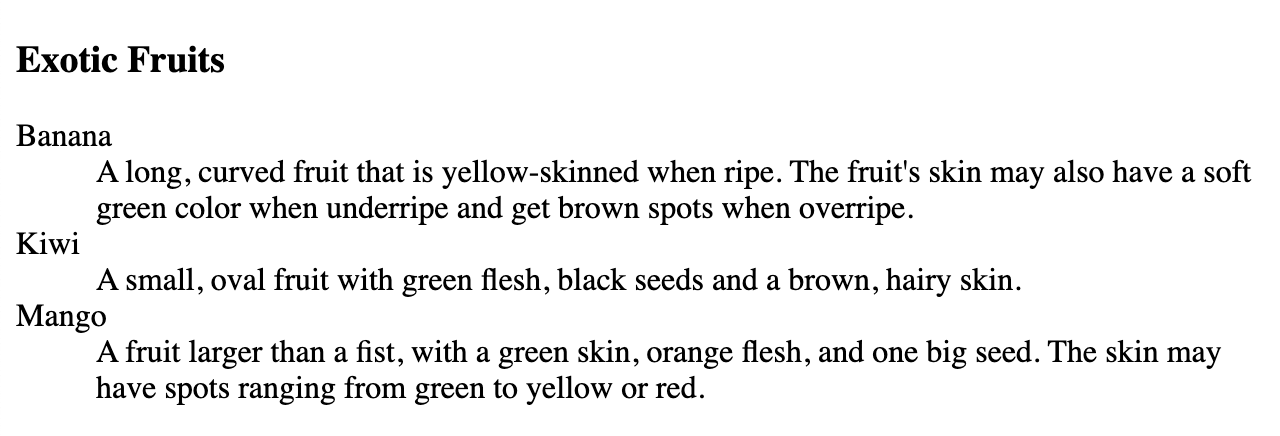 Exotic Fruits
Banana
A long, curved fruit that is yellow-skinned when ripe. The fruit's skin may also have a soft
green color when underripe and get brown spots when overripe.
Kiwi
A small, oval fruit with green flesh, black seeds and a brown, hairy skin.
Mango
A fruit larger than a fist, with a green skin, orange flesh, and one big seed. The skin may
have spots ranging from green to yellow or red.